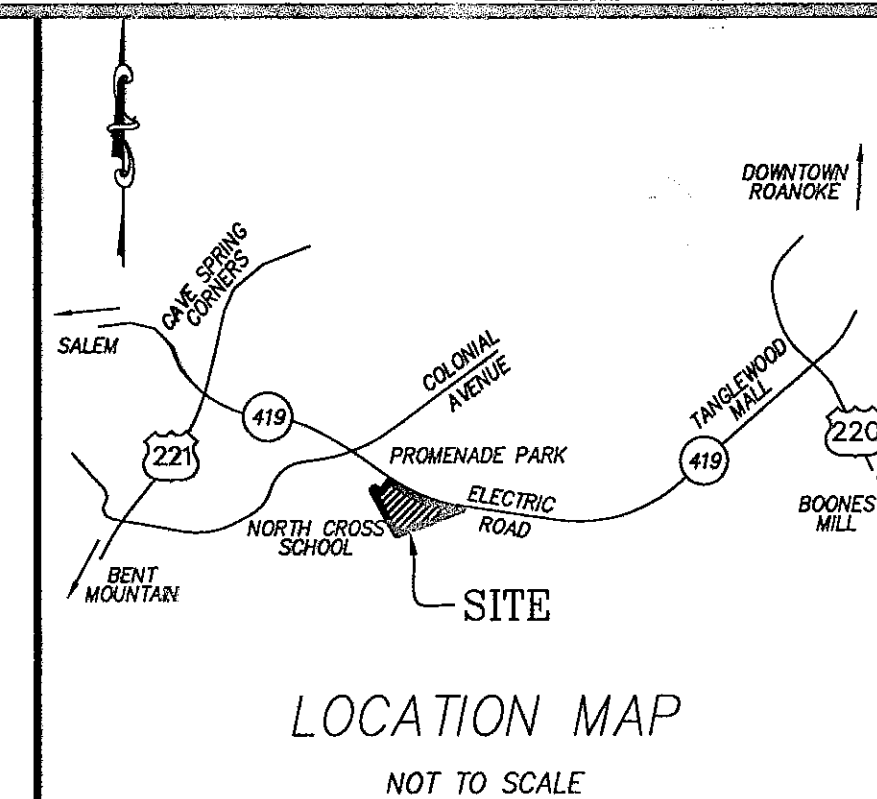 DOWNTOWN
ROANOKE
CAVE SPRING
CORNERS
SALEM
COLONIAL
AVENUE
TANGLEWOOD
MALL
419
221
PROMENADE PARK
419
220
ELECTRIC
ROAD
NORTH CROSS
SCHOOL
BOONES
MILL
BENT
MOUNTAIN
SITE
LOCATION MAP
NOT TO SCALE